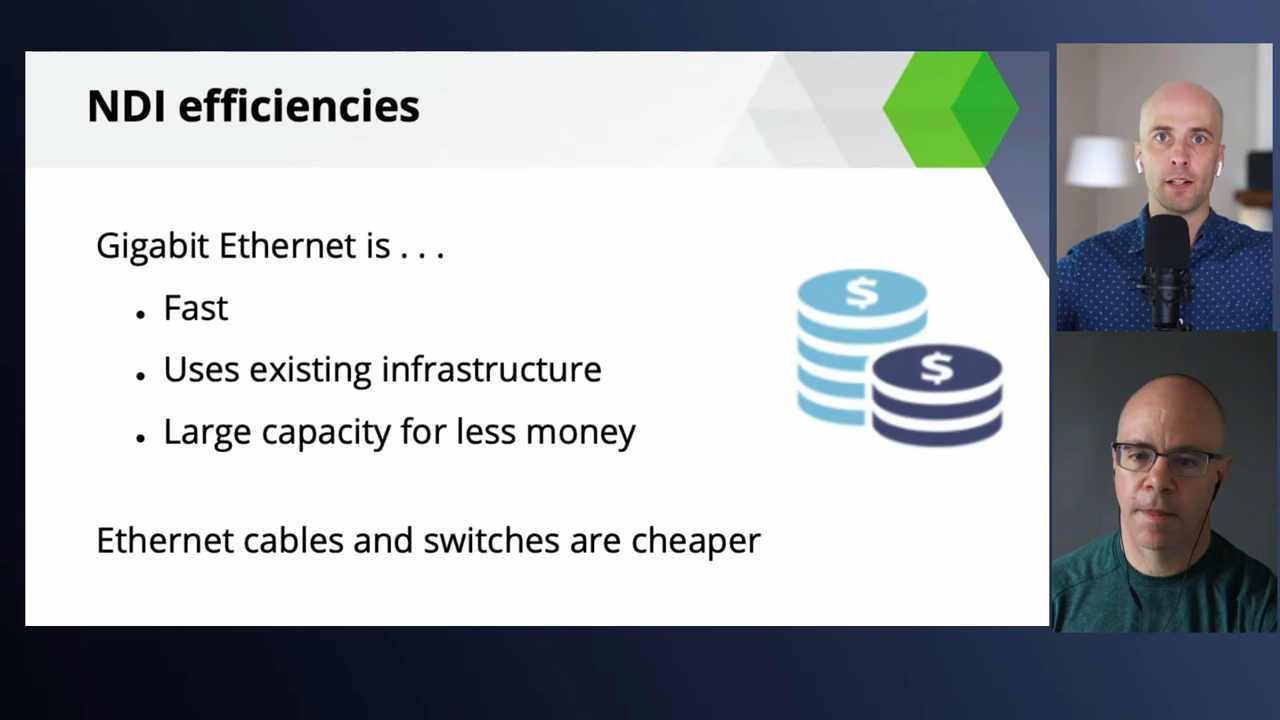 NDI efficiencies
Gigabit Ethernet is . . .
• Fast
• Uses existing infrastructure
• Large capacity for less money
$
$
Ethernet cables and switches are cheaper